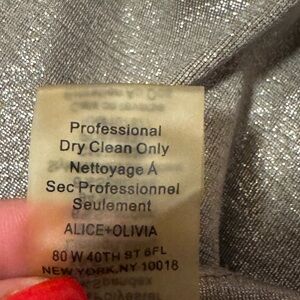 Professional
Dry Clean Only
Nettoyage À
Sec Professionnel
Seulement
ALICE+OLIVIA
80 W 40TH ST 6FL
NEW YORK,NY 10018